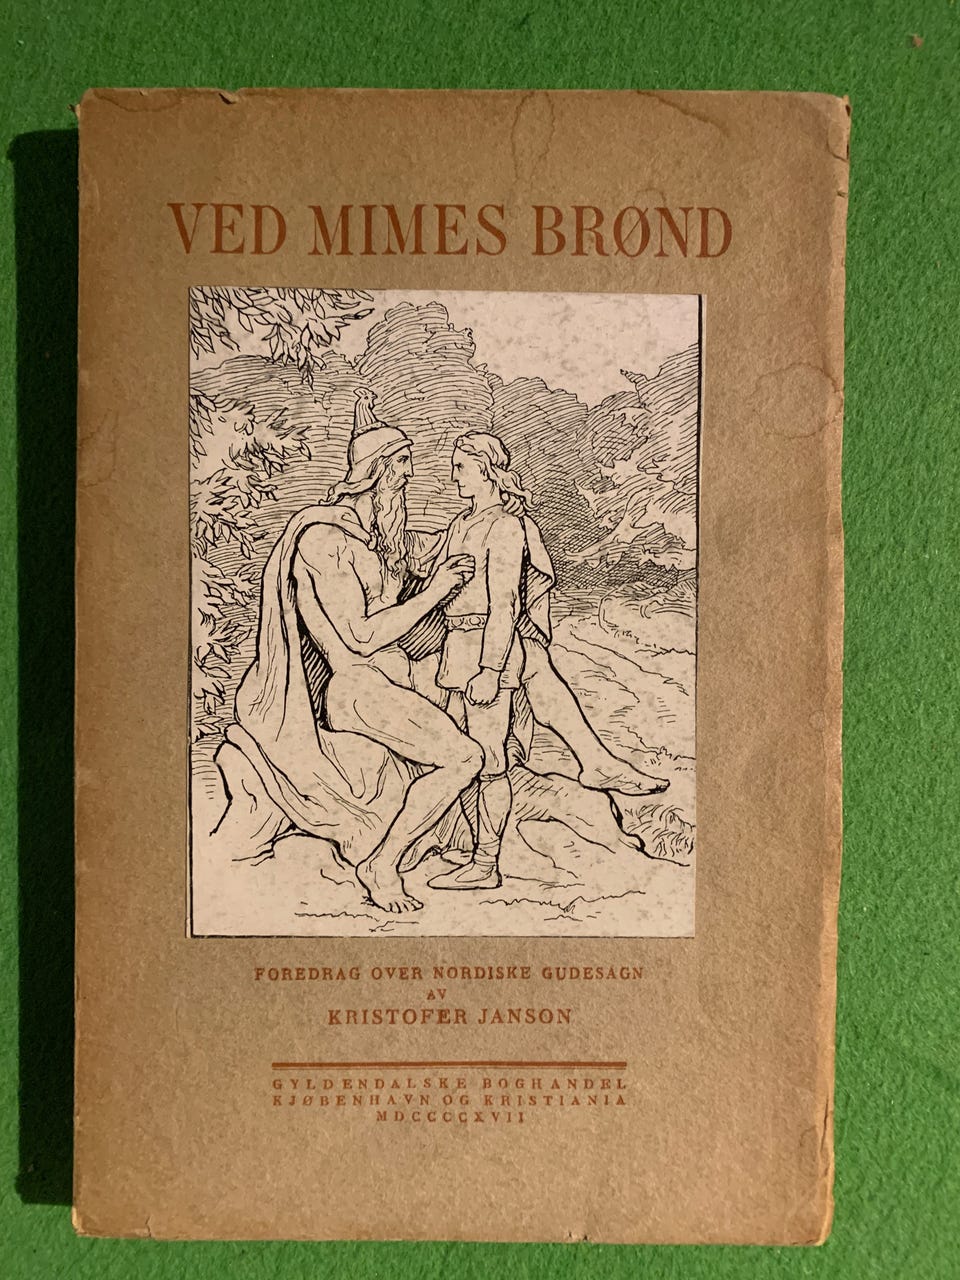 VED MIMES BRØND
FOREDRAG OVER NORDISKE GUDESAGN
AV
KRISTOFER JANSON
GYLDENDALSKE BOGHANDEL
KJØBENHAVN OG KRISTIANIA
MDCCCCXVII